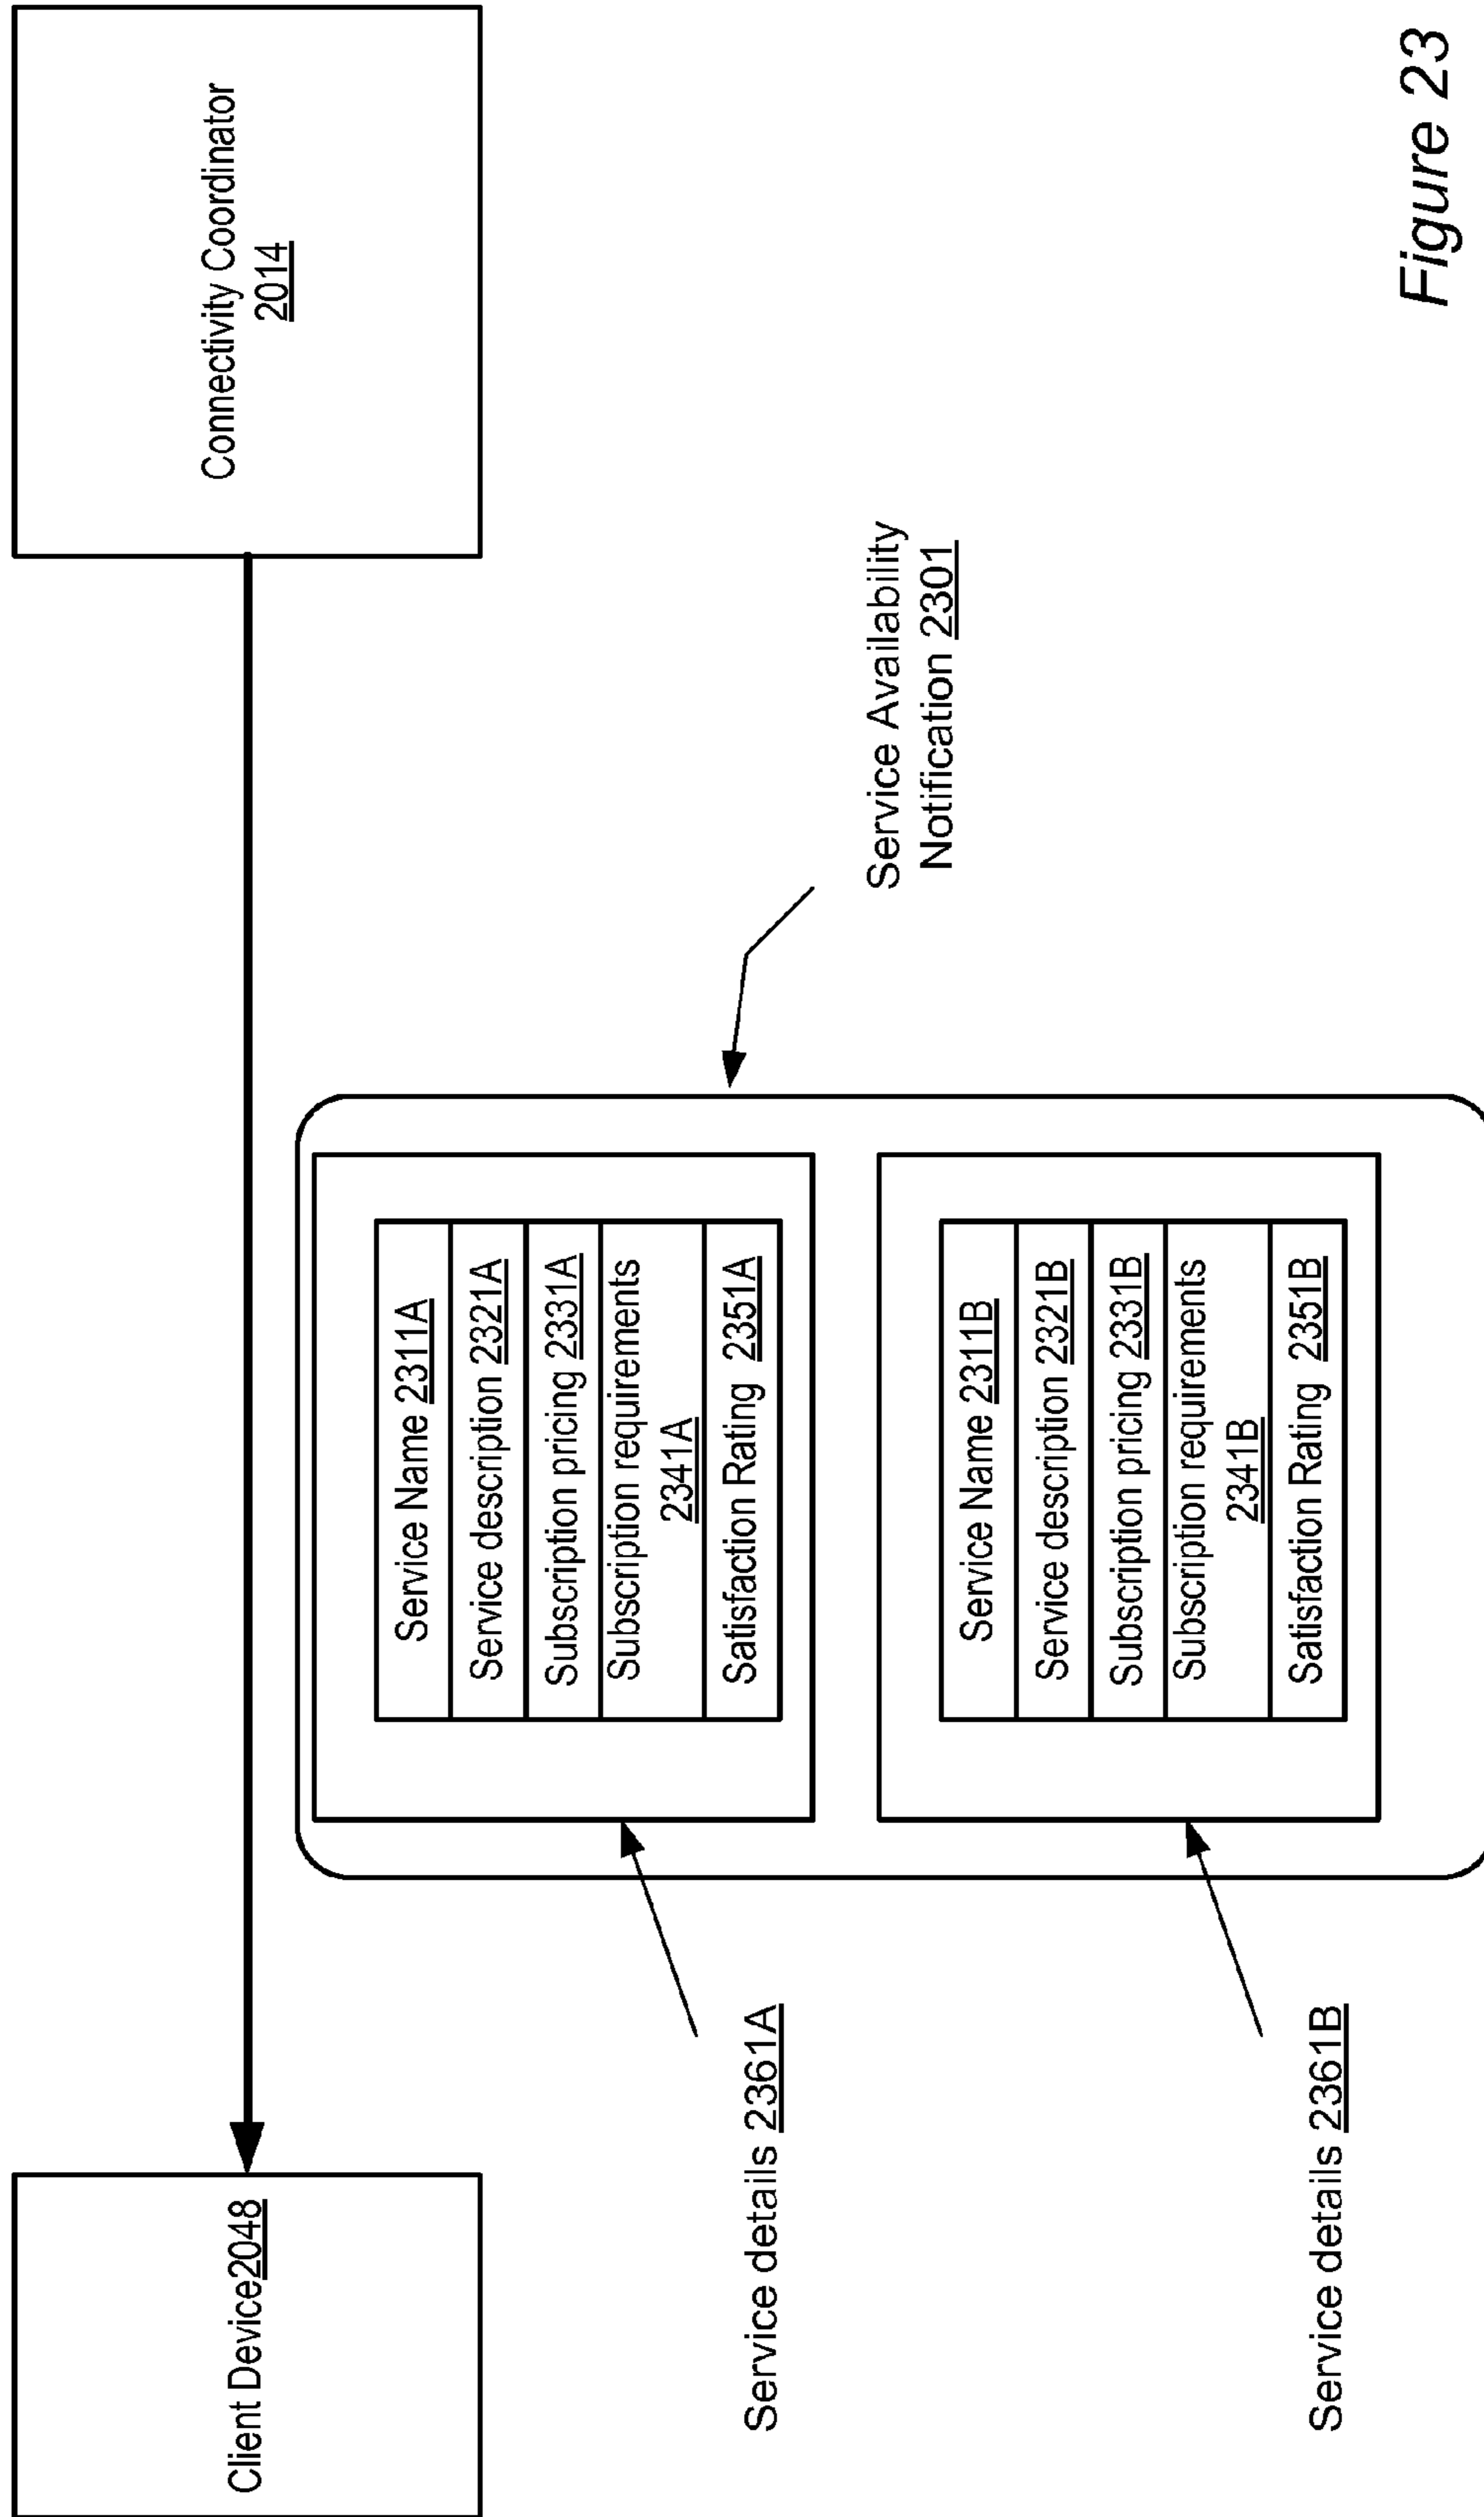 Client Device2048
Connectivity Coordinator
2014
Service Availability
Notification 2301
Service details 2361A
Service Name 2311A
Service description 2321A
Subscription pricing 2331A
Subscription requirements
2341A
Satisfaction Rating 2351A
Service details 2361B
Service Name 2311B
Service description 2321B
Subscription pricing 2331B
Subscription requirements
2341B
Satisfaction Rating 2351B
Figure 23